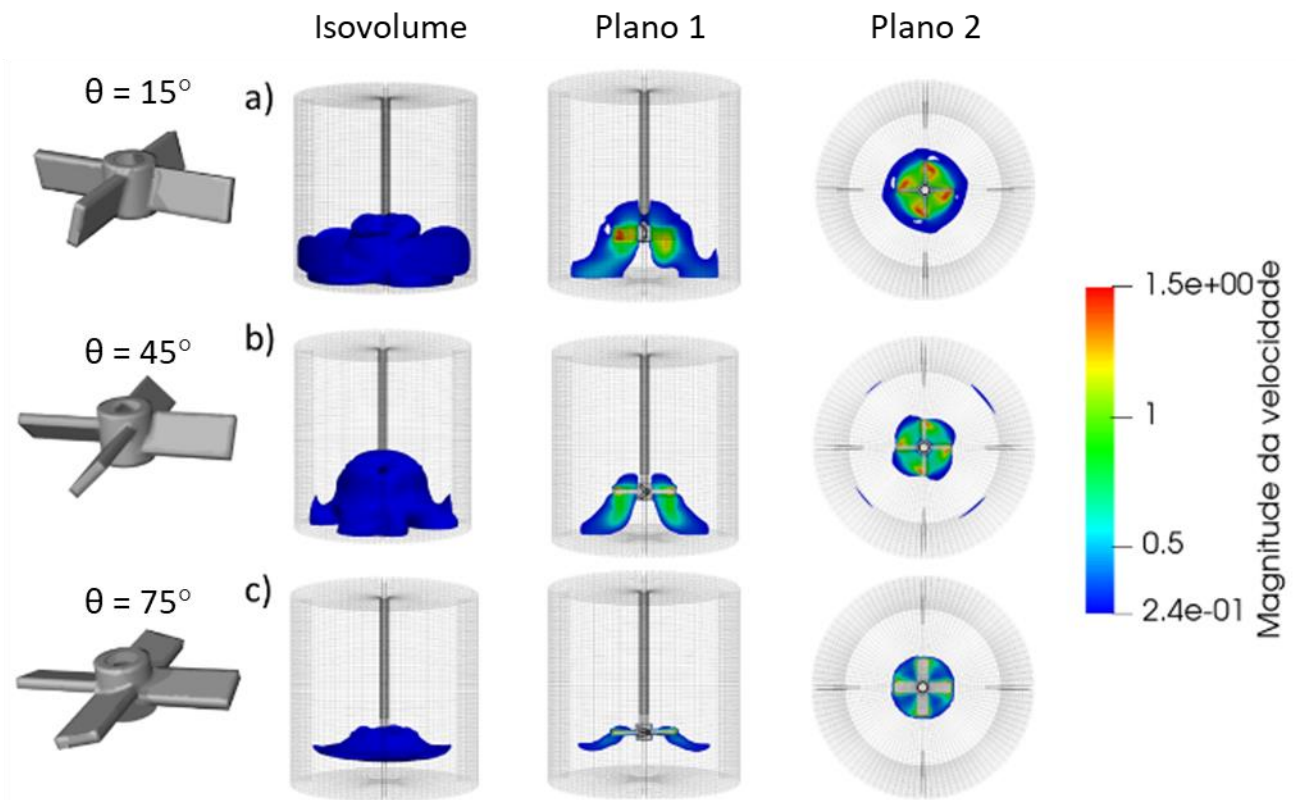 Isovolume Plano 1 Plano 2
θ = 15°
a)
θ = 45°
b)
θ = 75°
c)
1.5e+00
1
0.5
2.4e-01
Magnitude da velocidade